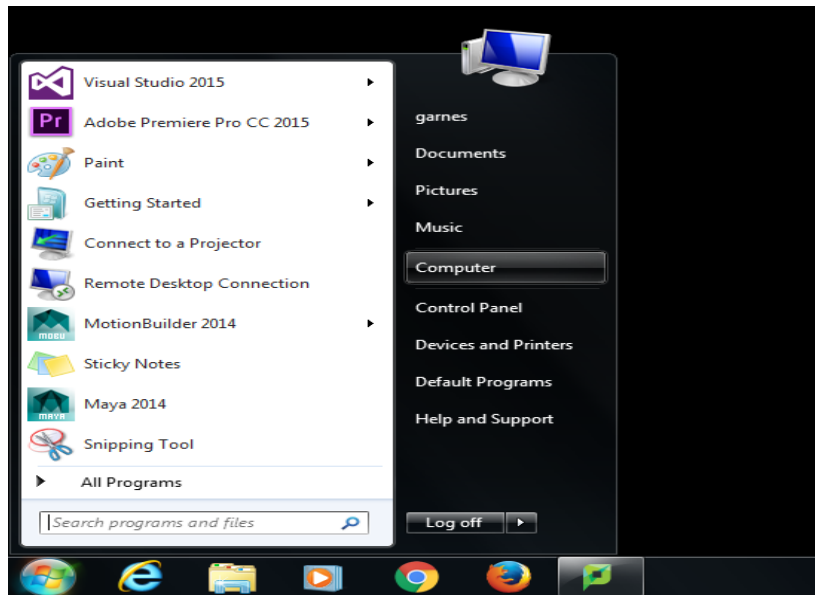 Visual Studio 2015
Pr
Adobe Premiere Pro CC 2015
Paint
Getting Started
Connect to a Projector
Remote Desktop Connection
MOBU
MotionBuilder 2014
Sticky Notes
MAYA
Maya 2014
Snipping Tool
All Programs
Search programs and files
garnes
Documents
Pictures
Music
Computer
Control Panel
Devices and Printers
Default Programs
Help and Support
Log off